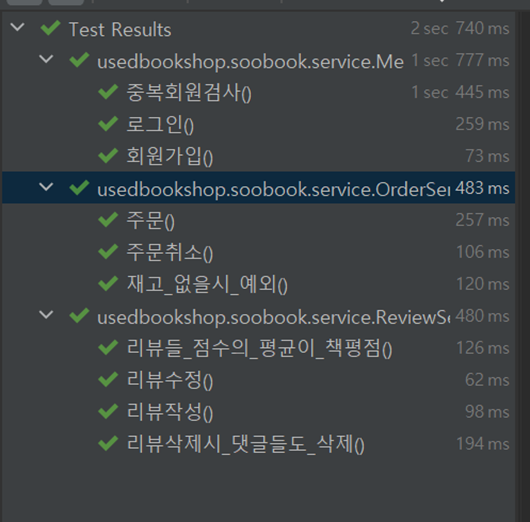 Test Results 2 sec 740 ms
usedbookshop.soobook.service.Me 1 sec 777 ms
중복회원검사() 1 sec 445 ms
로그인() 259 ms
회원가입() 73 ms
usedbookshop.soobook.service.OrderSer 483 ms
주문() 257 ms
주문취소() 106 ms
재고_없을시_예외() 120 ms
usedbookshop.soobook.service.ReviewSe 480 ms
리뷰들_점수의_평균이_책평점() 126 ms
리뷰수정() 62 ms
리뷰작성() 98 ms
리뷰삭제시_댓글들도_삭제() 194 ms